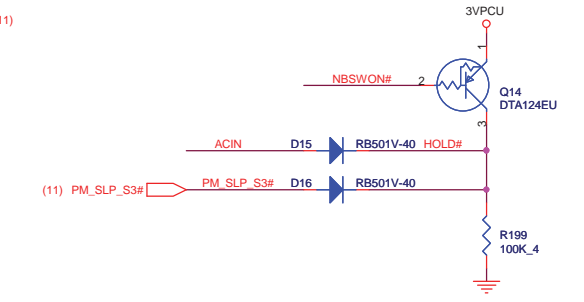 11)
3VPCU
1
NBSWON#
2
Q14
DTA124EU
3
ACIN
D15
RB501V-40
HOLD#
(11)
PM_SLP_S3#
PM_SLP_S3#
D16
RB501V-40
R199
100K_4